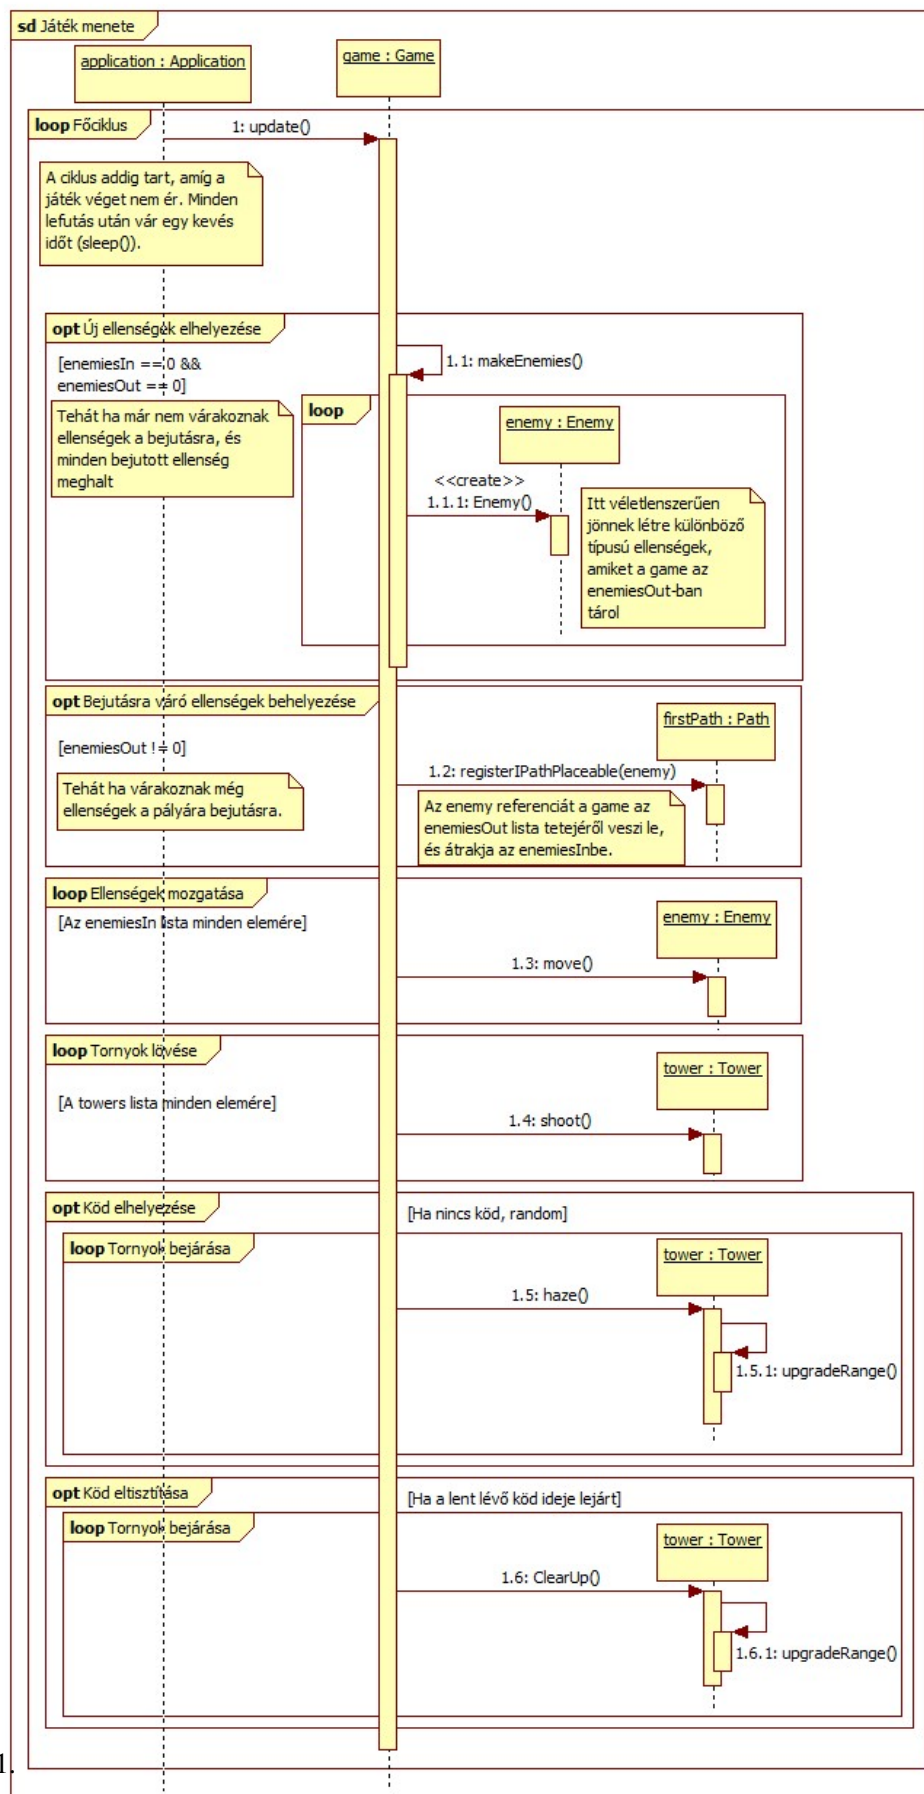 sd Játék menete
application : Application
game : Game
loop Főciklus
1: update()
A ciklus addig tart, amíg a
játék véget nem ér. Minden
lefutás után vár egy kevés
időt (sleep()).
opt Új ellenségek elhelyezése
[enemiesIn == 0 &&
enemiesOut == 0]
1.1: makeEnemies()
Tehát ha már nem várakoznak
ellenségek a bejutásra, és
minden bejutott ellenség
meghalt
loop
enemy : Enemy
<<create>>
1.1.1: Enemy()
Itt véletlenszerűen
jönnek létre különböző
típusú ellenségek,
amiket a game az
enemiesOut-ban
tárol
opt Bejutásra váró ellenségek behelyezése
firstPath : Path
[enemiesOut != 0]
1.2: registerIPathPlaceable(enemy)
Tehát ha várakoznak még
ellenségek a pályára bejutásra.
Az enemy referenciát a game az
enemiesOut lista tetejéről veszi le,
és átrakja az enemiesInbe.
loop Ellenségek mozgatása
[Az enemiesIn lista minden elemére]
enemy : Enemy
1.3: move()
loop Tornyok lövése
tower : Tower
[A towers lista minden elemére]
1.4: shoot()
opt Köd elhelyezése
[Ha nincs köd, random]
loop Tornyok bejárása
tower : Tower
1.5: haze()
1.5.1: upgradeRange()
opt Köd eltisztítása
[Ha a lent lévő köd ideje lejárt]
loop Tornyok bejárása
tower : Tower
1.6: ClearUp()
1.6.1: upgradeRange()
1.